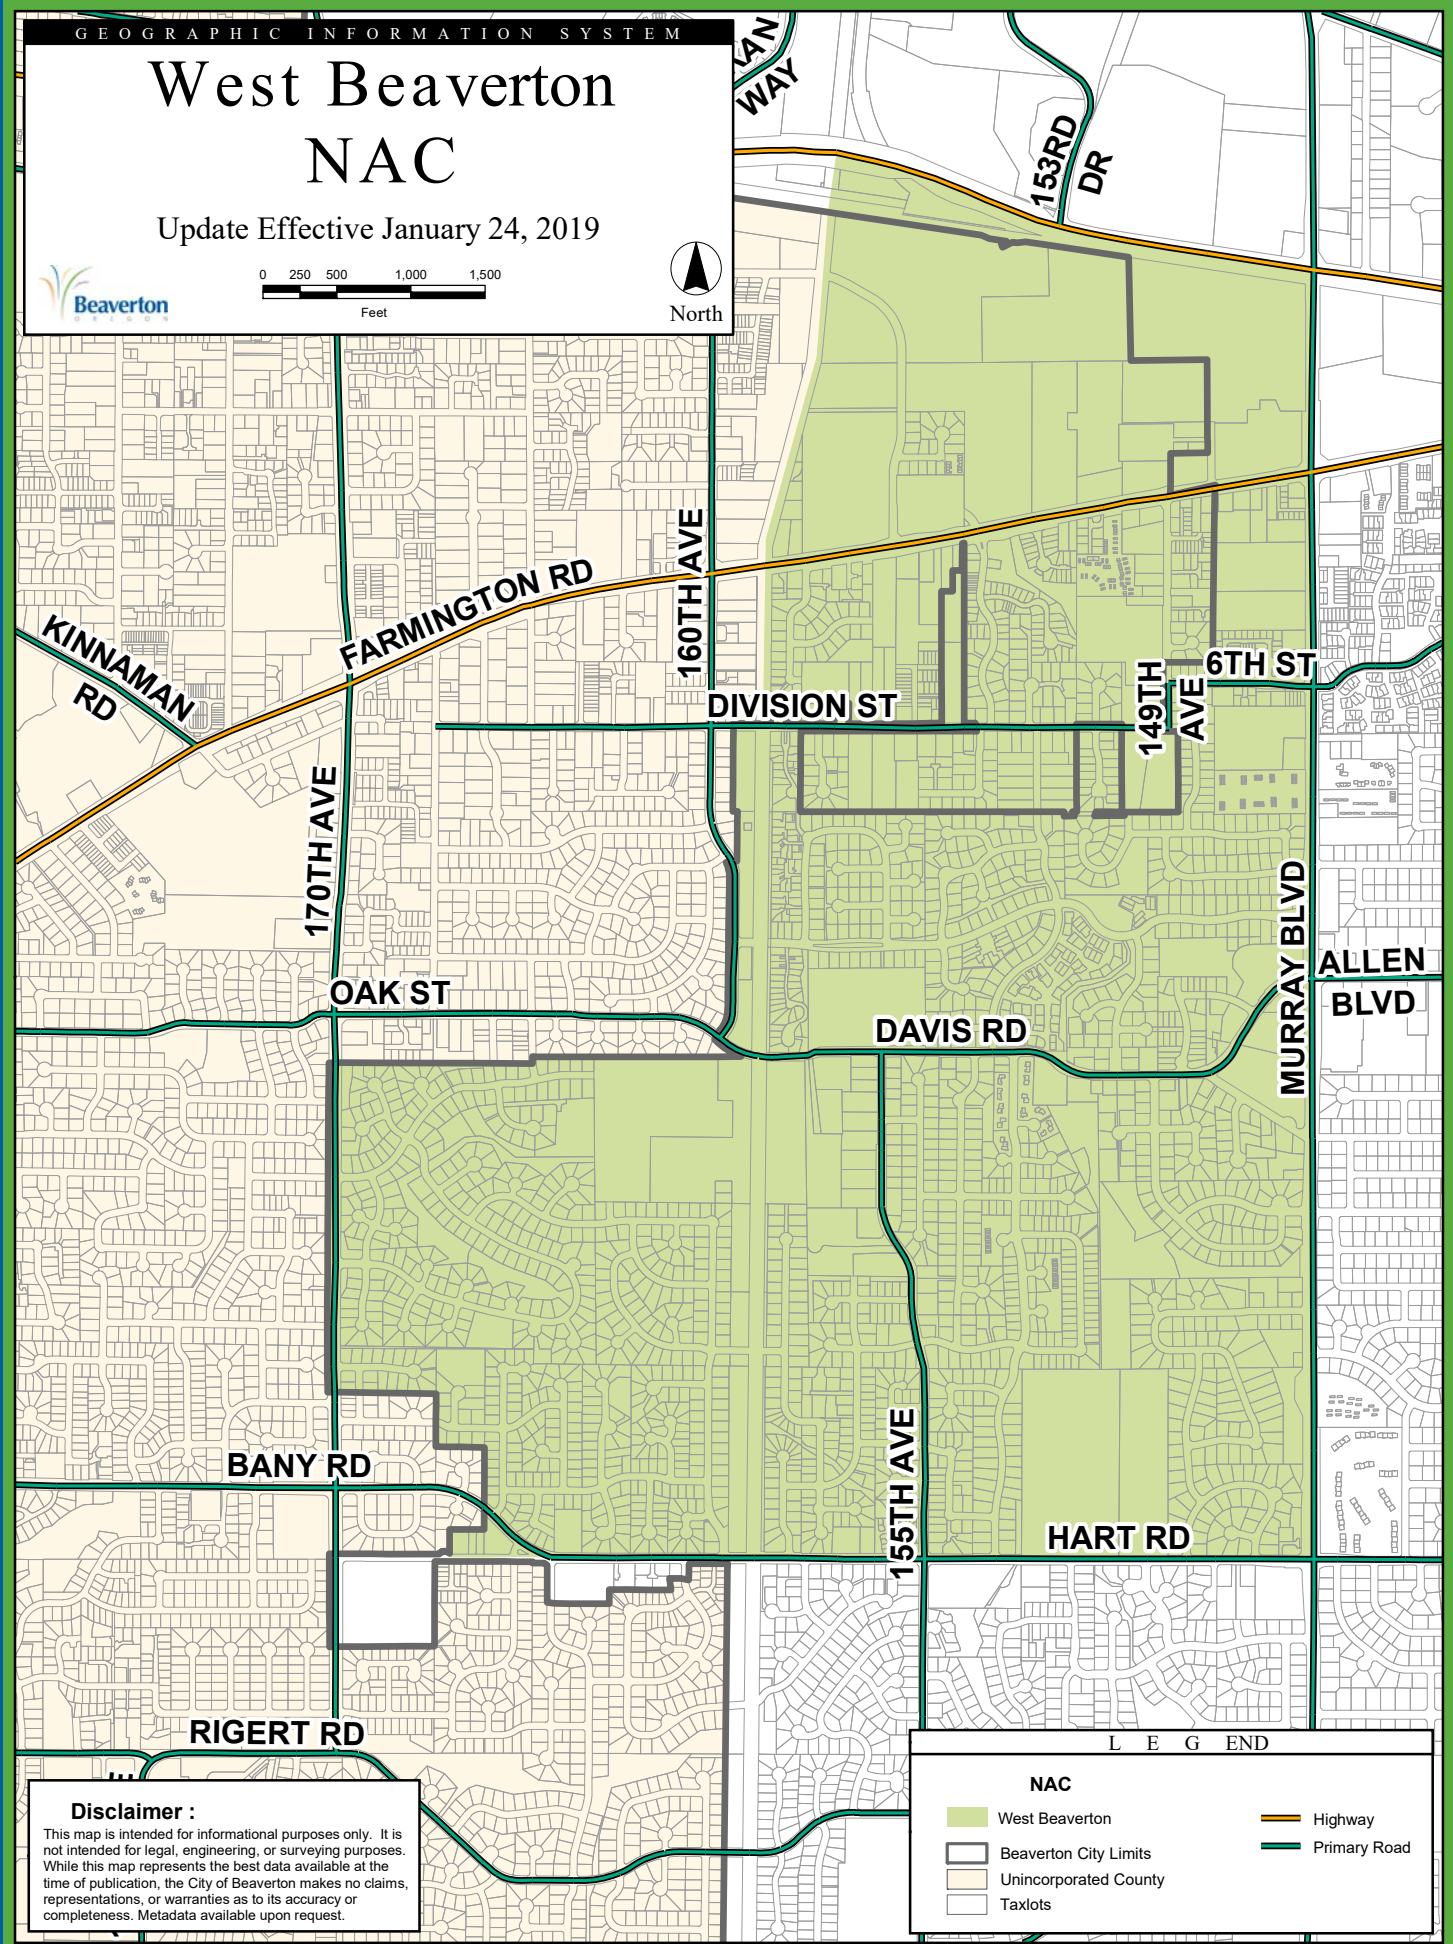 GEOGRAPHIC INFORMATION SYSTEM
West Beaverton
NAC
Update Effective January 24, 2019
0 250 500 1,000 1,500
Feet
Beaverton
OREGON
North
WAY
153RD
DR
KINNAMAN
RD
FARMINGTON RD
160TH AVE
DIVISION ST
149TH
AVE
6TH ST
170TH AVE
MURRAY BLVD
ALLEN
BLVD
OAK ST
DAVIS RD
BANY RD
155TH AVE
HART RD
RIGERT RD
Disclaimer :
This map is intended for informational purposes only. It is
not intended for legal, engineering, or surveying purposes.
While this map represents the best data available at the
time of publication, the City of Beaverton makes no claims,
representations, or warranties as to its accuracy or
completeness. Metadata available upon request.
L E G END
NAC
West Beaverton
Beaverton City Limits
Unincorporated County
Taxlots
Highway
Primary Road